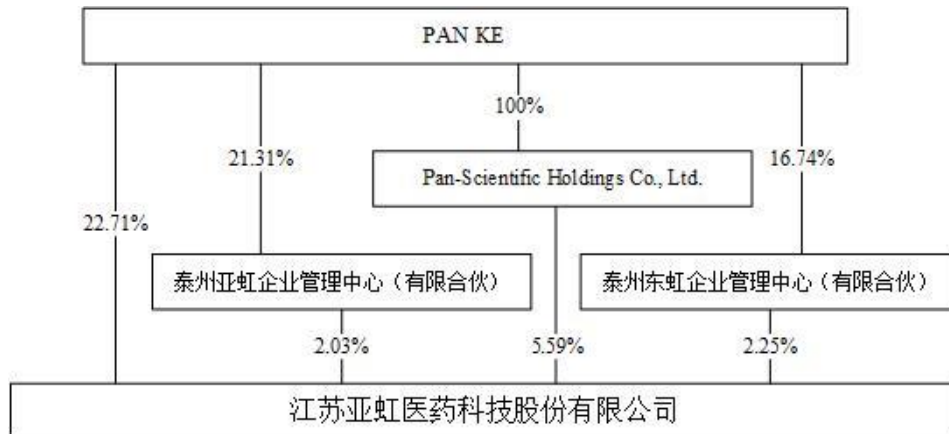 PAN KE
100%
21.31%
16.74%
Pan-Scientific Holdings Co., Ltd.
22.71%
泰州亚虹企业管理中心（有限合伙）
泰州东虹企业管理中心（有限合伙）
2.03%
5.59%
2.25%
江苏亚虹医药科技股份有限公司